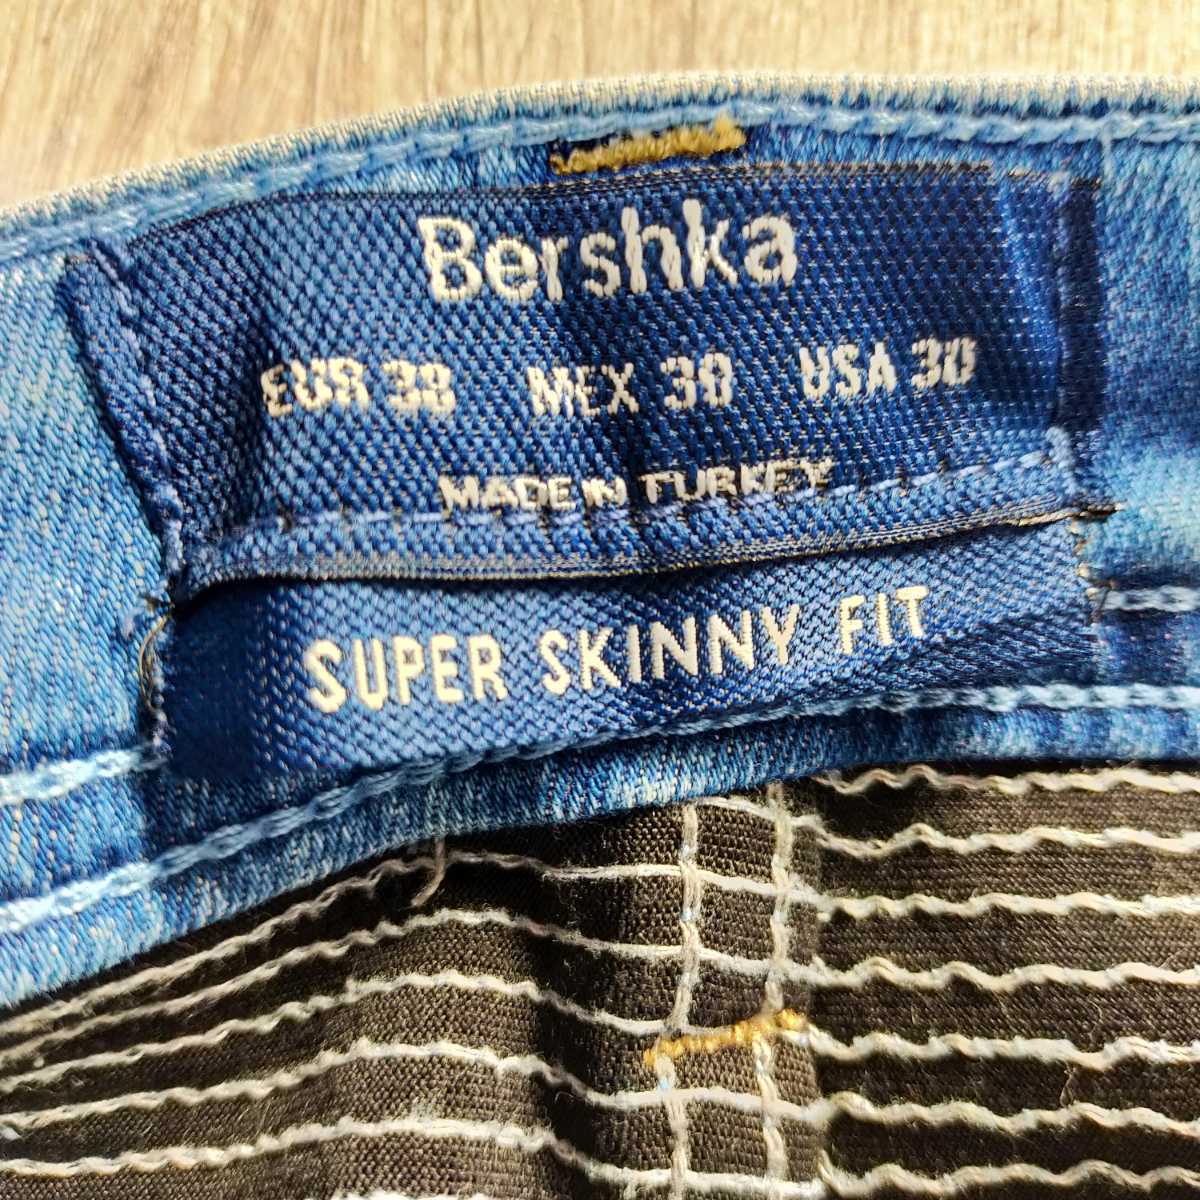 Bershka
EUR 38 MEX 30 USA 30
MADE IN TURKEY
SUPER SKINNY FIT